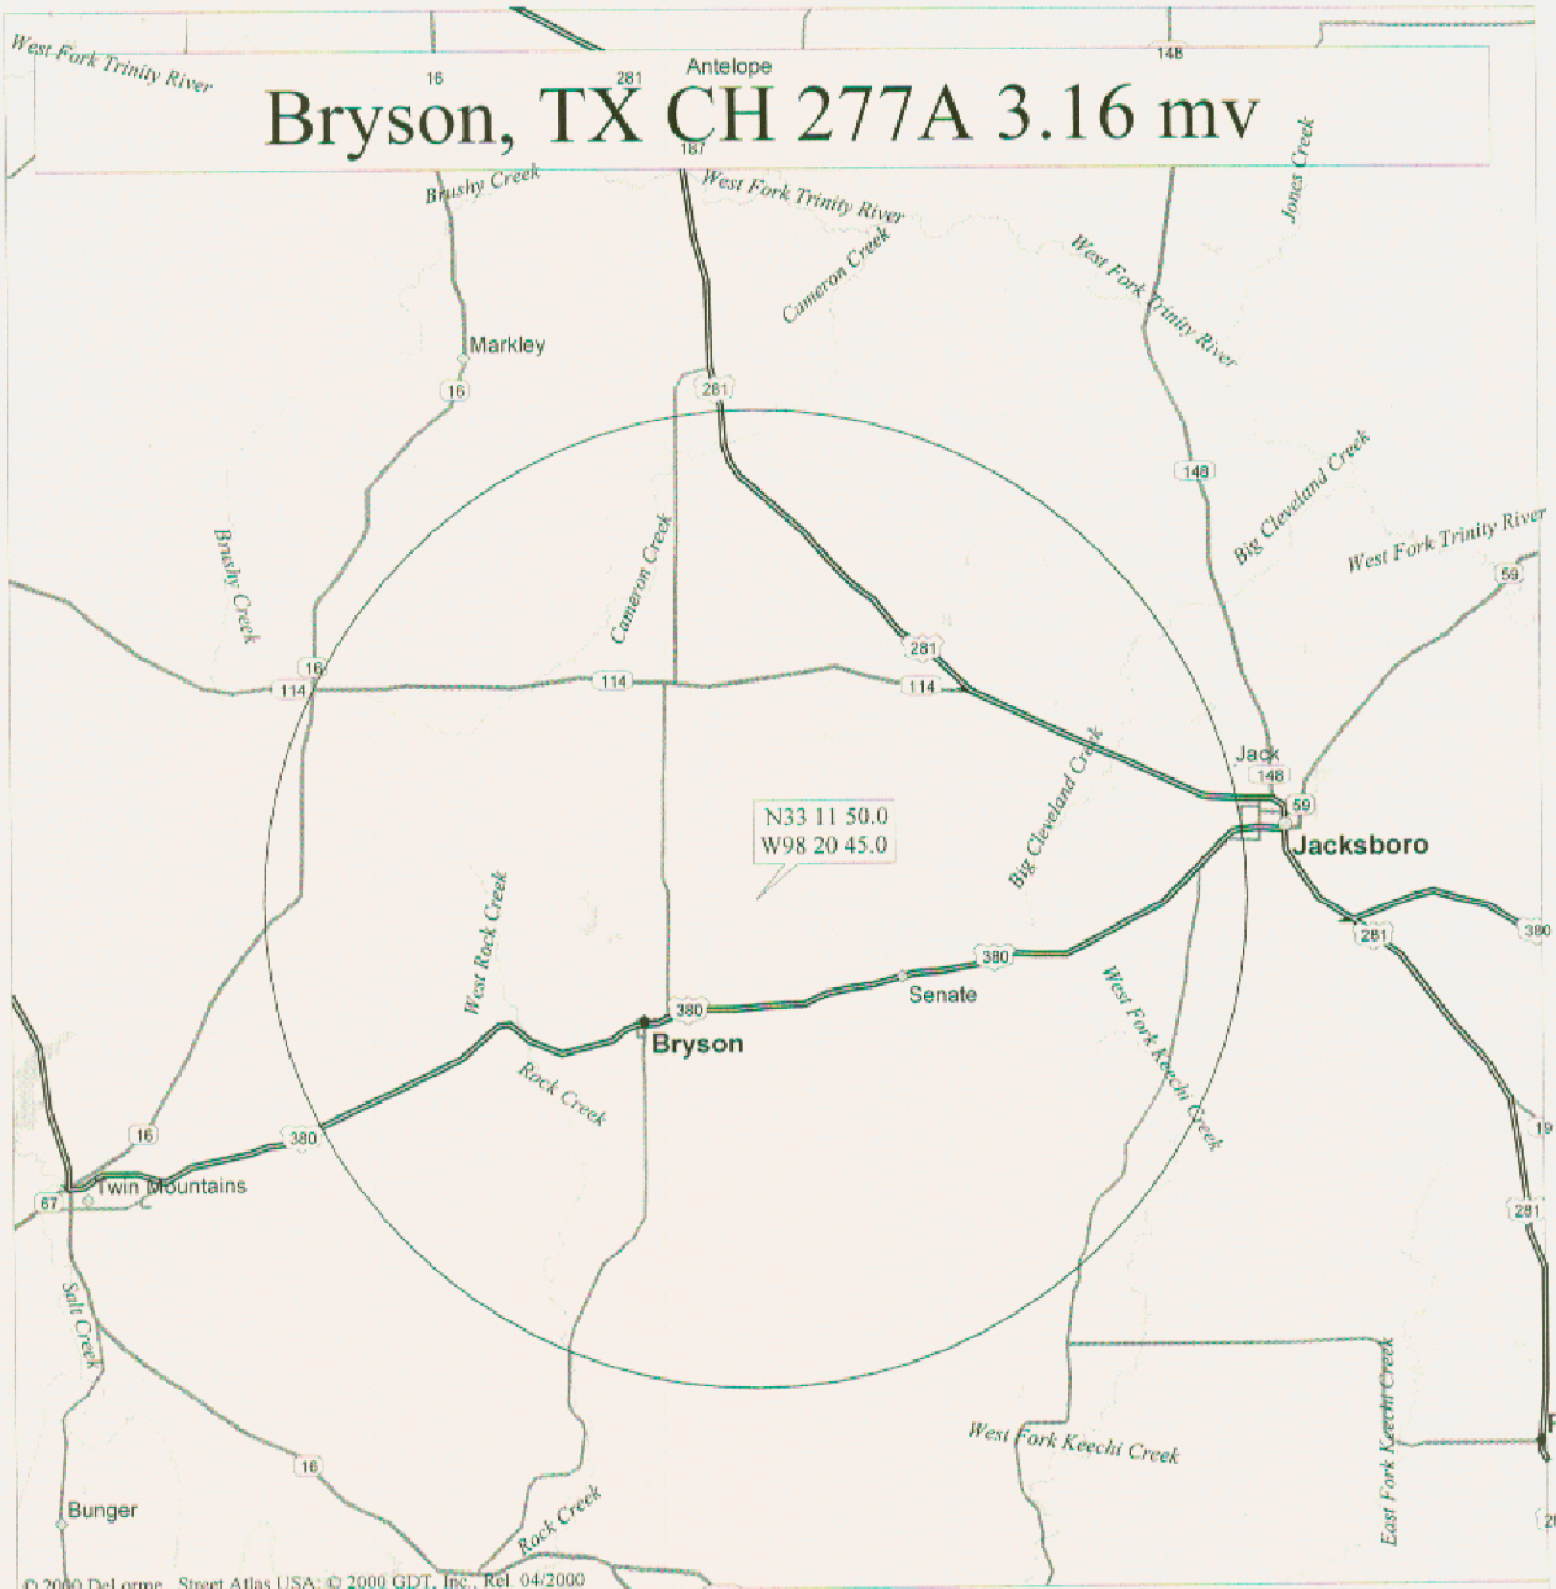 West Fork Trinity River
148
16
281
Antelope
Bryson, TX CH 277A 3.16 mv
187
Brushy Creek
West Fork Trinity River
Jones Creek
Cameron Creek
West Fork Trinity River
Markley
16
281
148
Big Cleveland Creek
West Fork Trinity River
59
Brushy Creek
Cameron Creek
281
16
114
114
114
Jack
148
59
Big Cleveland Creek
N33 11 50.0
W98 20 45.0
Jacksboro
West Rock Creek
380
281
380
Senate
West Fork Keechi Creek
380
Bryson
Rock Creek
16
380
19
Twin Mountains
67
281
Salt Creek
East Fork Keechi Creek
West Fork Keechi Creek
16
Rock Creek
Bunger
© 2000 DeLorme. Street Atlas USA; © 2000 GDT, Inc., Rel. 04/2000